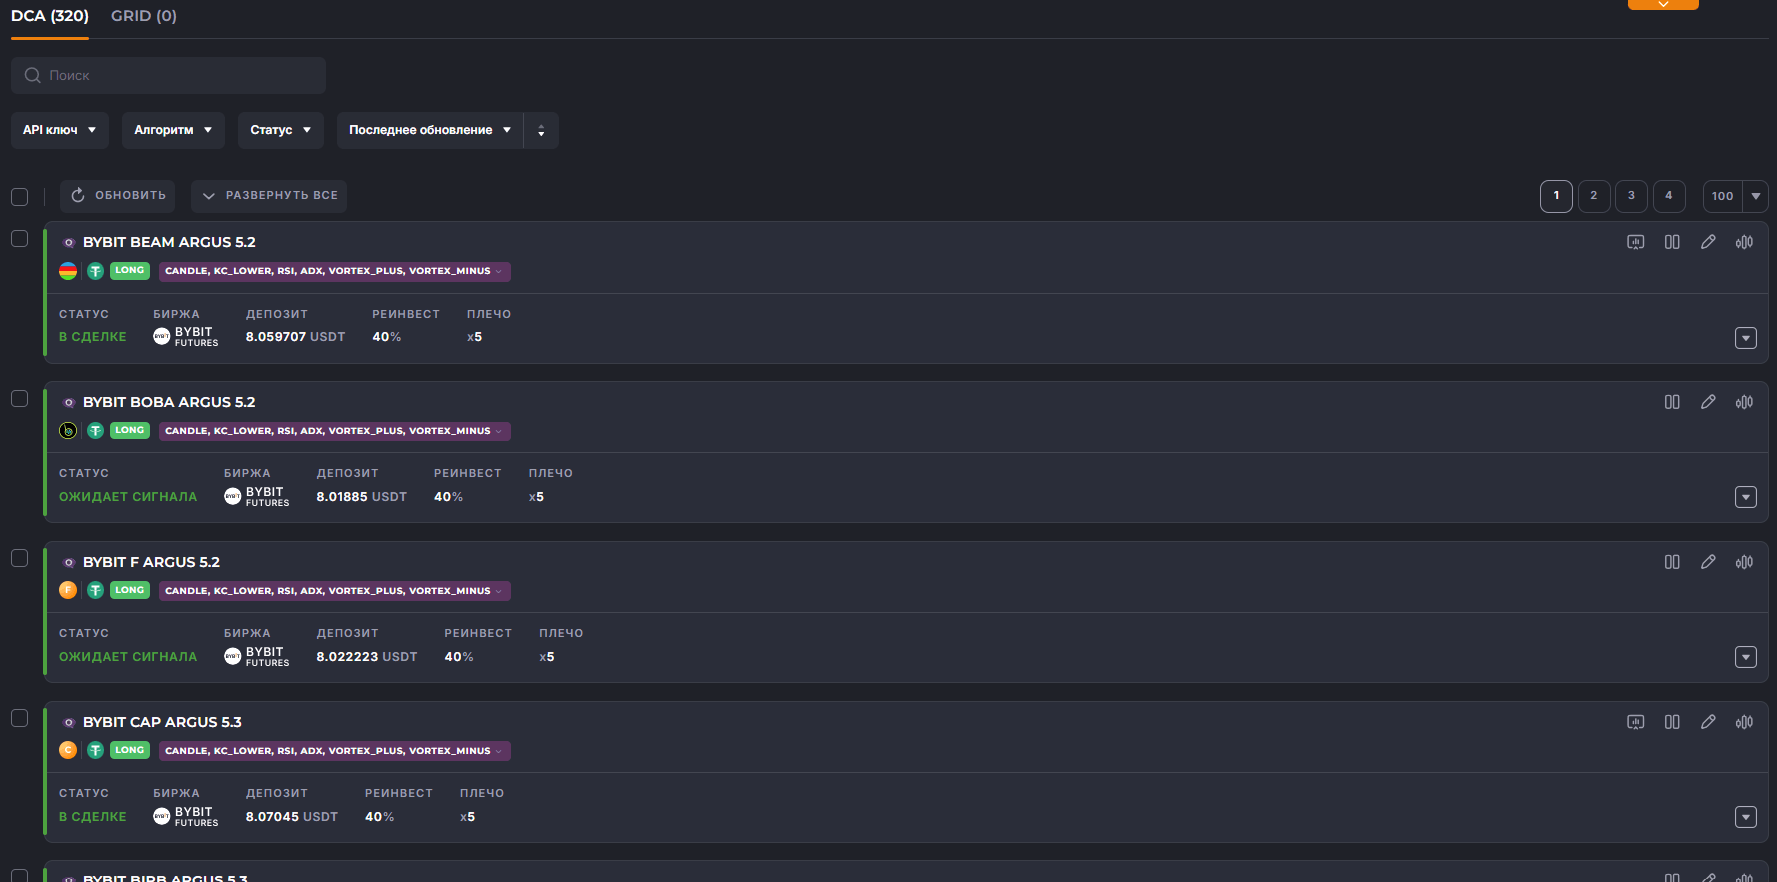 DCA (320) GRID (0)
Поиск
API ключ Алгоритм Статус Последнее обновление
ОБНОВИТЬ РАЗВЕРНУТЬ ВСЕ 1 2 3 4 100
BYBIT BEAM ARGUS 5.2
LONG CANDLE, KC_LOWER, RSI, ADX, VORTEX_PLUS, VORTEX_MINUS
СТАТУС БИРЖА ДЕПОЗИТ РЕИНВЕСТ ПЛЕЧО
В СДЕЛКЕ BYBIT FUTURES 8.059707 USDT 40% x5
BYBIT BOBA ARGUS 5.2
LONG CANDLE, KC_LOWER, RSI, ADX, VORTEX_PLUS, VORTEX_MINUS
СТАТУС БИРЖА ДЕПОЗИТ РЕИНВЕСТ ПЛЕЧО
ОЖИДАЕТ СИГНАЛА BYBIT FUTURES 8.01885 USDT 40% x5
BYBIT F ARGUS 5.2
F LONG CANDLE, KC_LOWER, RSI, ADX, VORTEX_PLUS, VORTEX_MINUS
СТАТУС БИРЖА ДЕПОЗИТ РЕИНВЕСТ ПЛЕЧО
ОЖИДАЕТ СИГНАЛА BYBIT FUTURES 8.022223 USDT 40% x5
BYBIT CAP ARGUS 5.3
C LONG CANDLE, KC_LOWER, RSI, ADX, VORTEX_PLUS, VORTEX_MINUS
СТАТУС БИРЖА ДЕПОЗИТ РЕИНВЕСТ ПЛЕЧО
В СДЕЛКЕ BYBIT FUTURES 8.07045 USDT 40% x5
BYBIT BIRB ARGUS 5.3